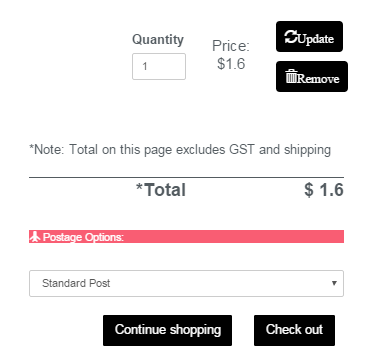 Quantity
Price:
$1.6
1
Update
Remove
*Note: Total on this page excludes GST and shipping
*Total $ 1.6
Postage Options:
Standard Post
Continue shopping Check out